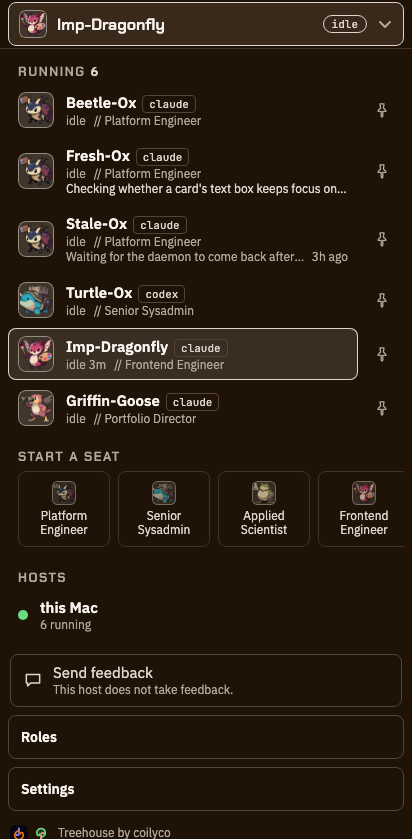 Imp-Dragonfly idle
RUNNING 6
Beetle-Ox claude
idle // Platform Engineer
Fresh-Ox claude
idle // Platform Engineer
Checking whether a card's text box keeps focus on...
Stale-Ox claude
idle // Platform Engineer
Waiting for the daemon to come back after... 3h ago
Turtle-Ox codex
idle // Senior Sysadmin
Imp-Dragonfly claude
idle 3m // Frontend Engineer
Griffin-Goose claude
idle // Portfolio Director
START A SEAT
Platform Engineer
Senior Sysadmin
Applied Scientist
Frontend Engineer
HOSTS
this Mac
6 running
Send feedback
This host does not take feedback.
Roles
Settings
Treehouse by coilyco